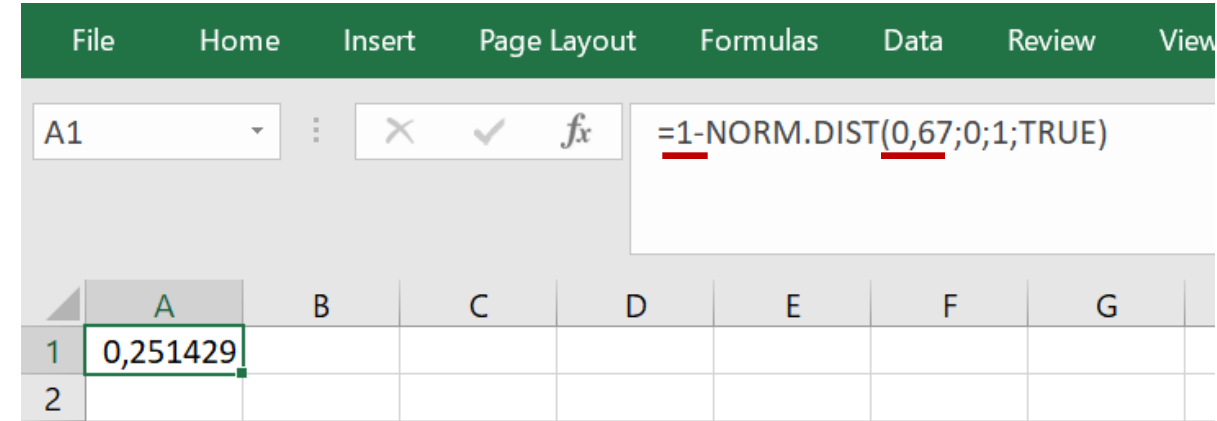 File Home Insert Page Layout Formulas Data Review View
A1 fx =1-NORM.DIST(0,67;0;1;TRUE)
A B C D E F G
1 0,251429
2